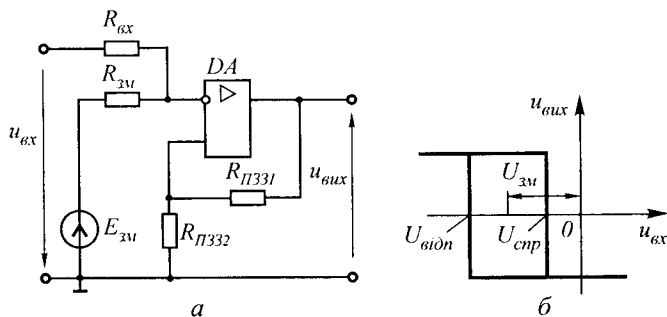 R_вх
R_зм
DA
▷
u_вх
R_ПЗЗ1
u_вих
E_зм
R_ПЗЗ2
а
u_вих
U_зм
U_відп
U_спр
0
u_вх
б